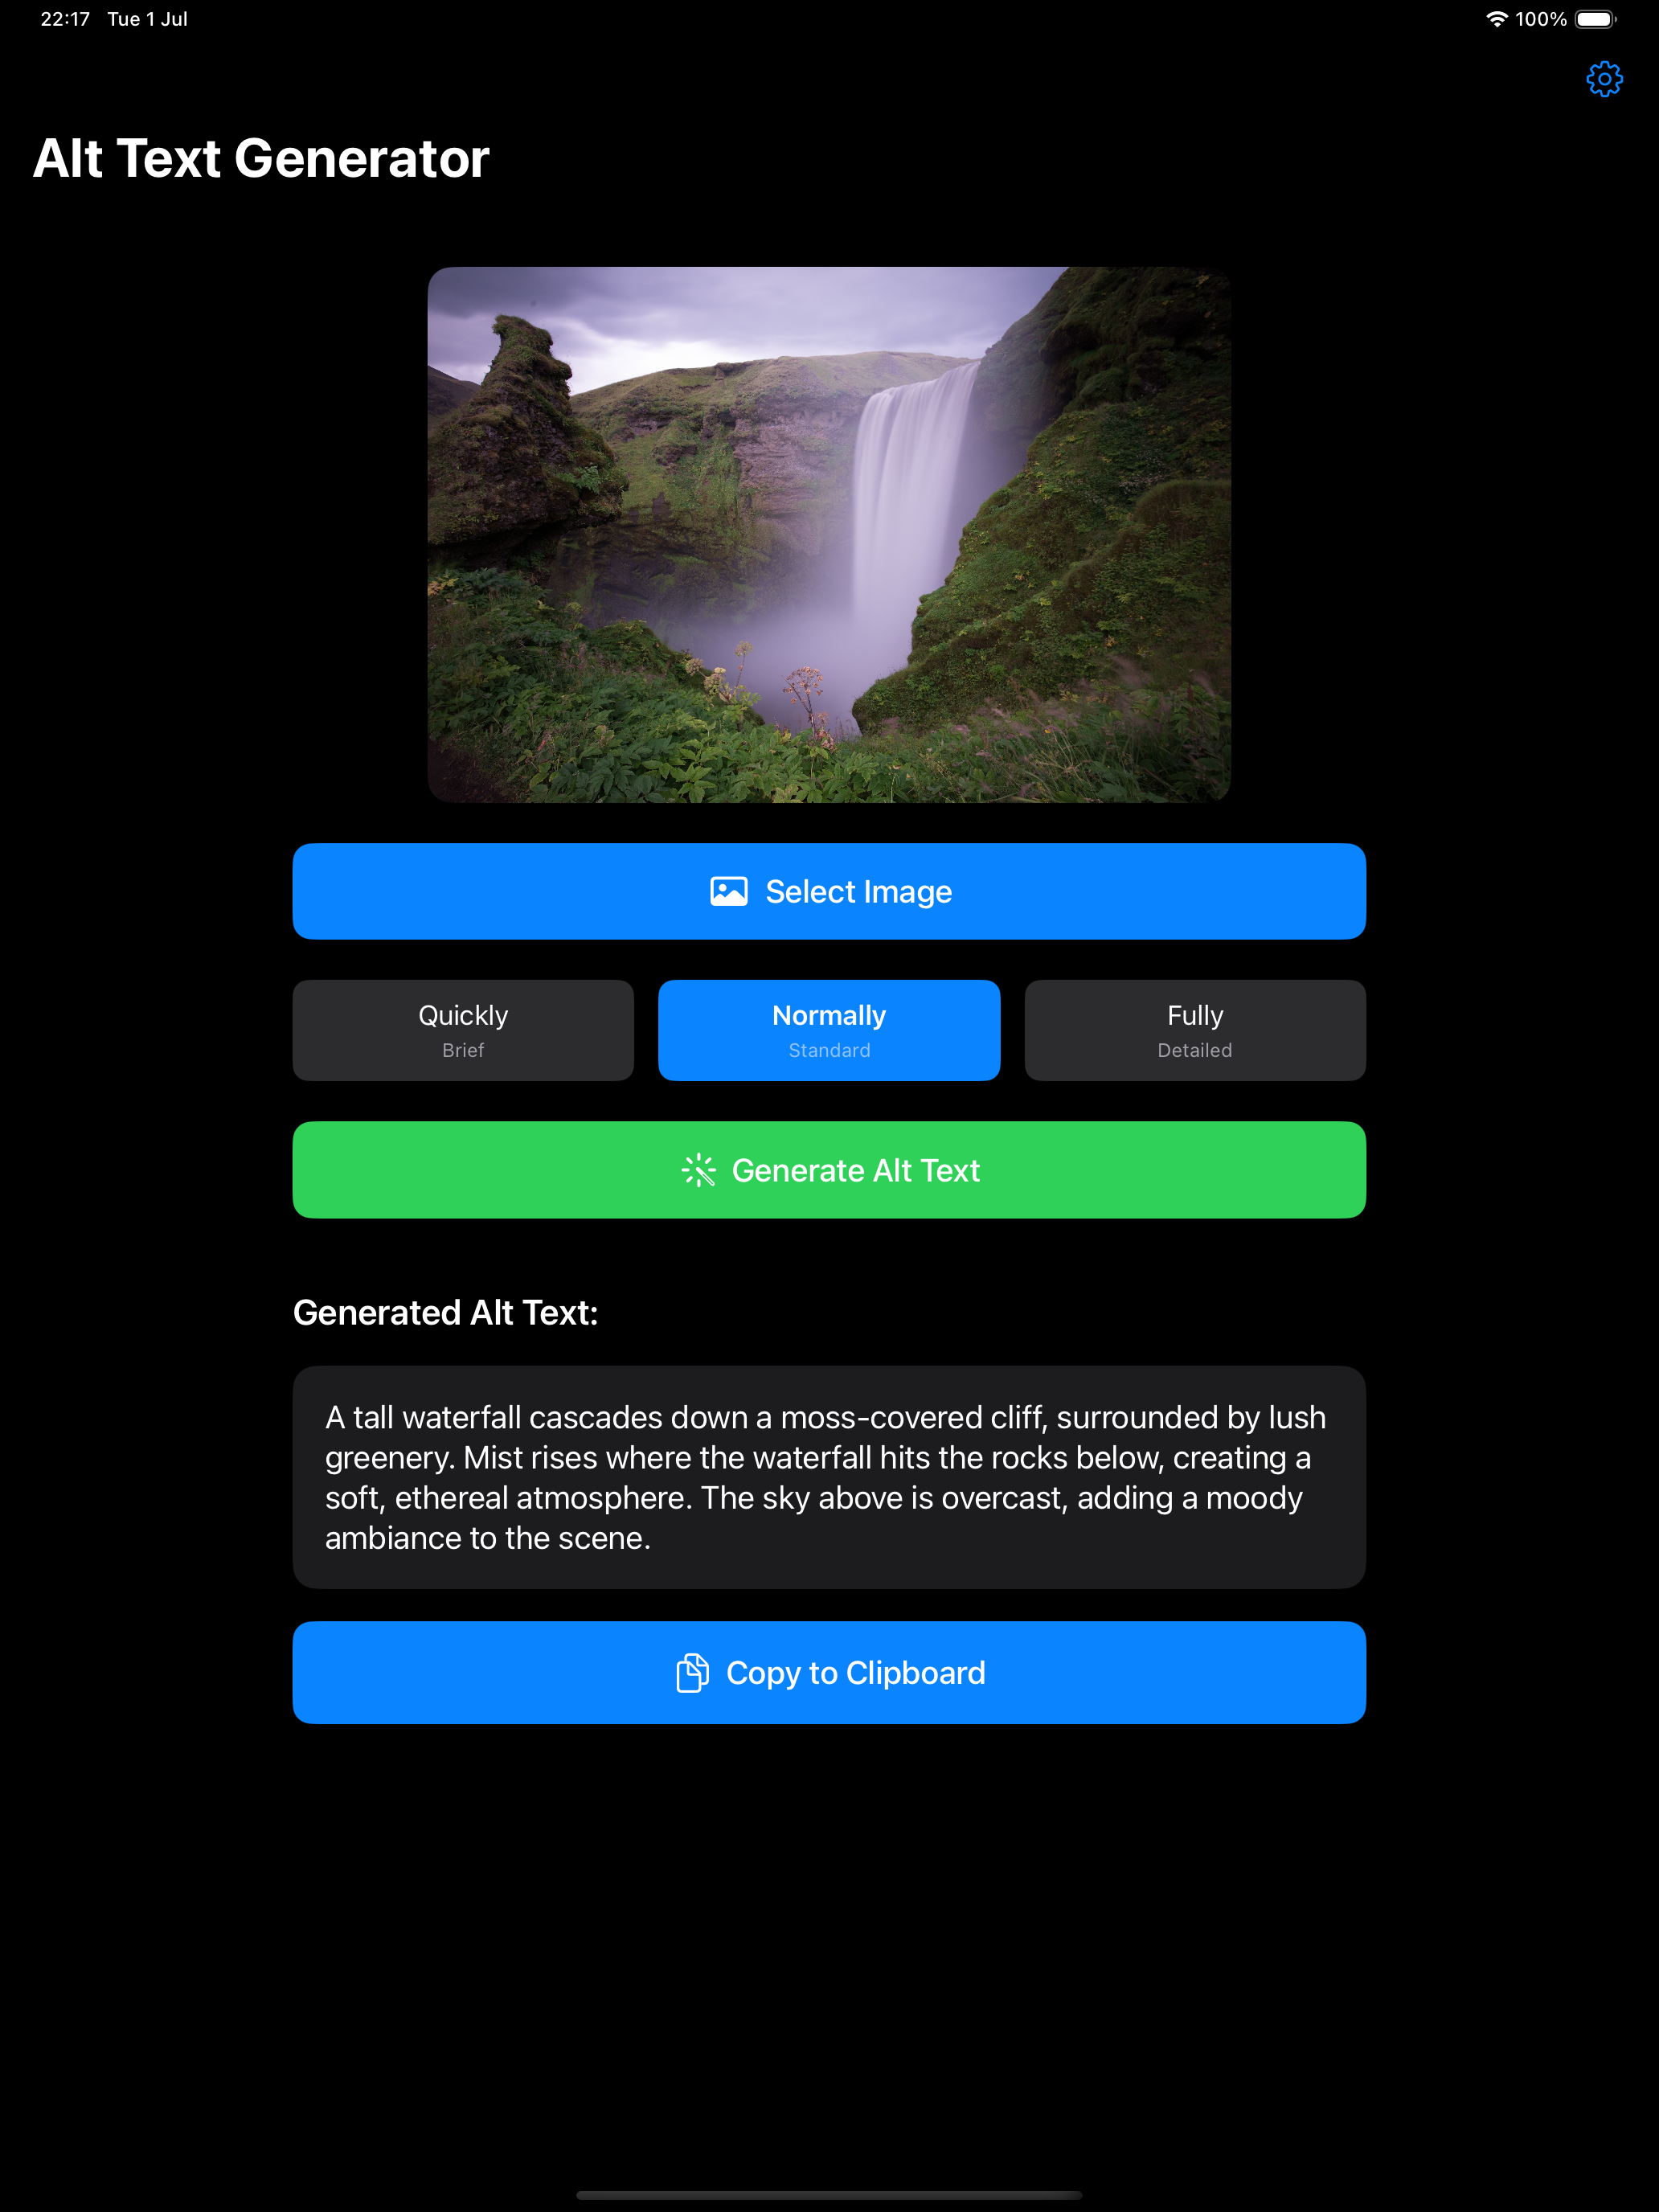 22:17 Tue 1 Jul
100%
Alt Text Generator
Select Image
Quickly
Brief
Normally
Standard
Fully
Detailed
Generate Alt Text
Generated Alt Text:
A tall waterfall cascades down a moss-covered cliff, surrounded by lush
greenery. Mist rises where the waterfall hits the rocks below, creating a
soft, ethereal atmosphere. The sky above is overcast, adding a moody
ambiance to the scene.
Copy to Clipboard